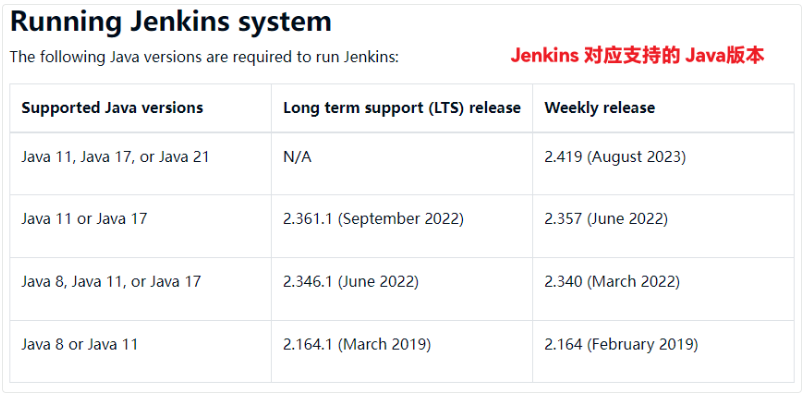 Running Jenkins system
The following Java versions are required to run Jenkins:
Jenkins 对应支持的 Java版本
Supported Java versions
Long term support (LTS) release
Weekly release
Java 11, Java 17, or Java 21
N/A
2.419 (August 2023)
Java 11 or Java 17
2.361.1 (September 2022)
2.357 (June 2022)
Java 8, Java 11, or Java 17
2.346.1 (June 2022)
2.340 (March 2022)
Java 8 or Java 11
2.164.1 (March 2019)
2.164 (February 2019)